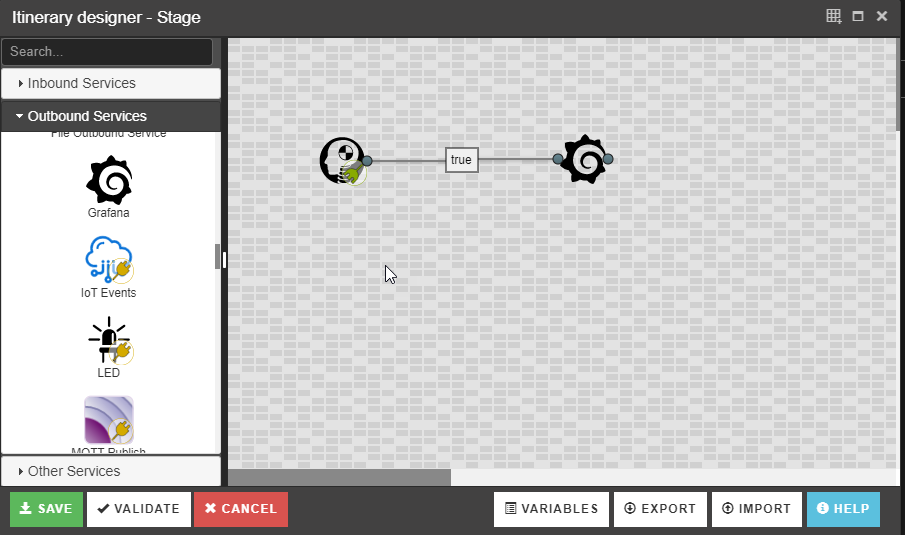 Itinerary designer - Stage
Search...
Inbound Services
Outbound Services
File Outbound Service
Grafana
IoT Events
LED
MQTT Publish
Other Services
true
SAVE
VALIDATE
CANCEL
VARIABLES
EXPORT
IMPORT
HELP